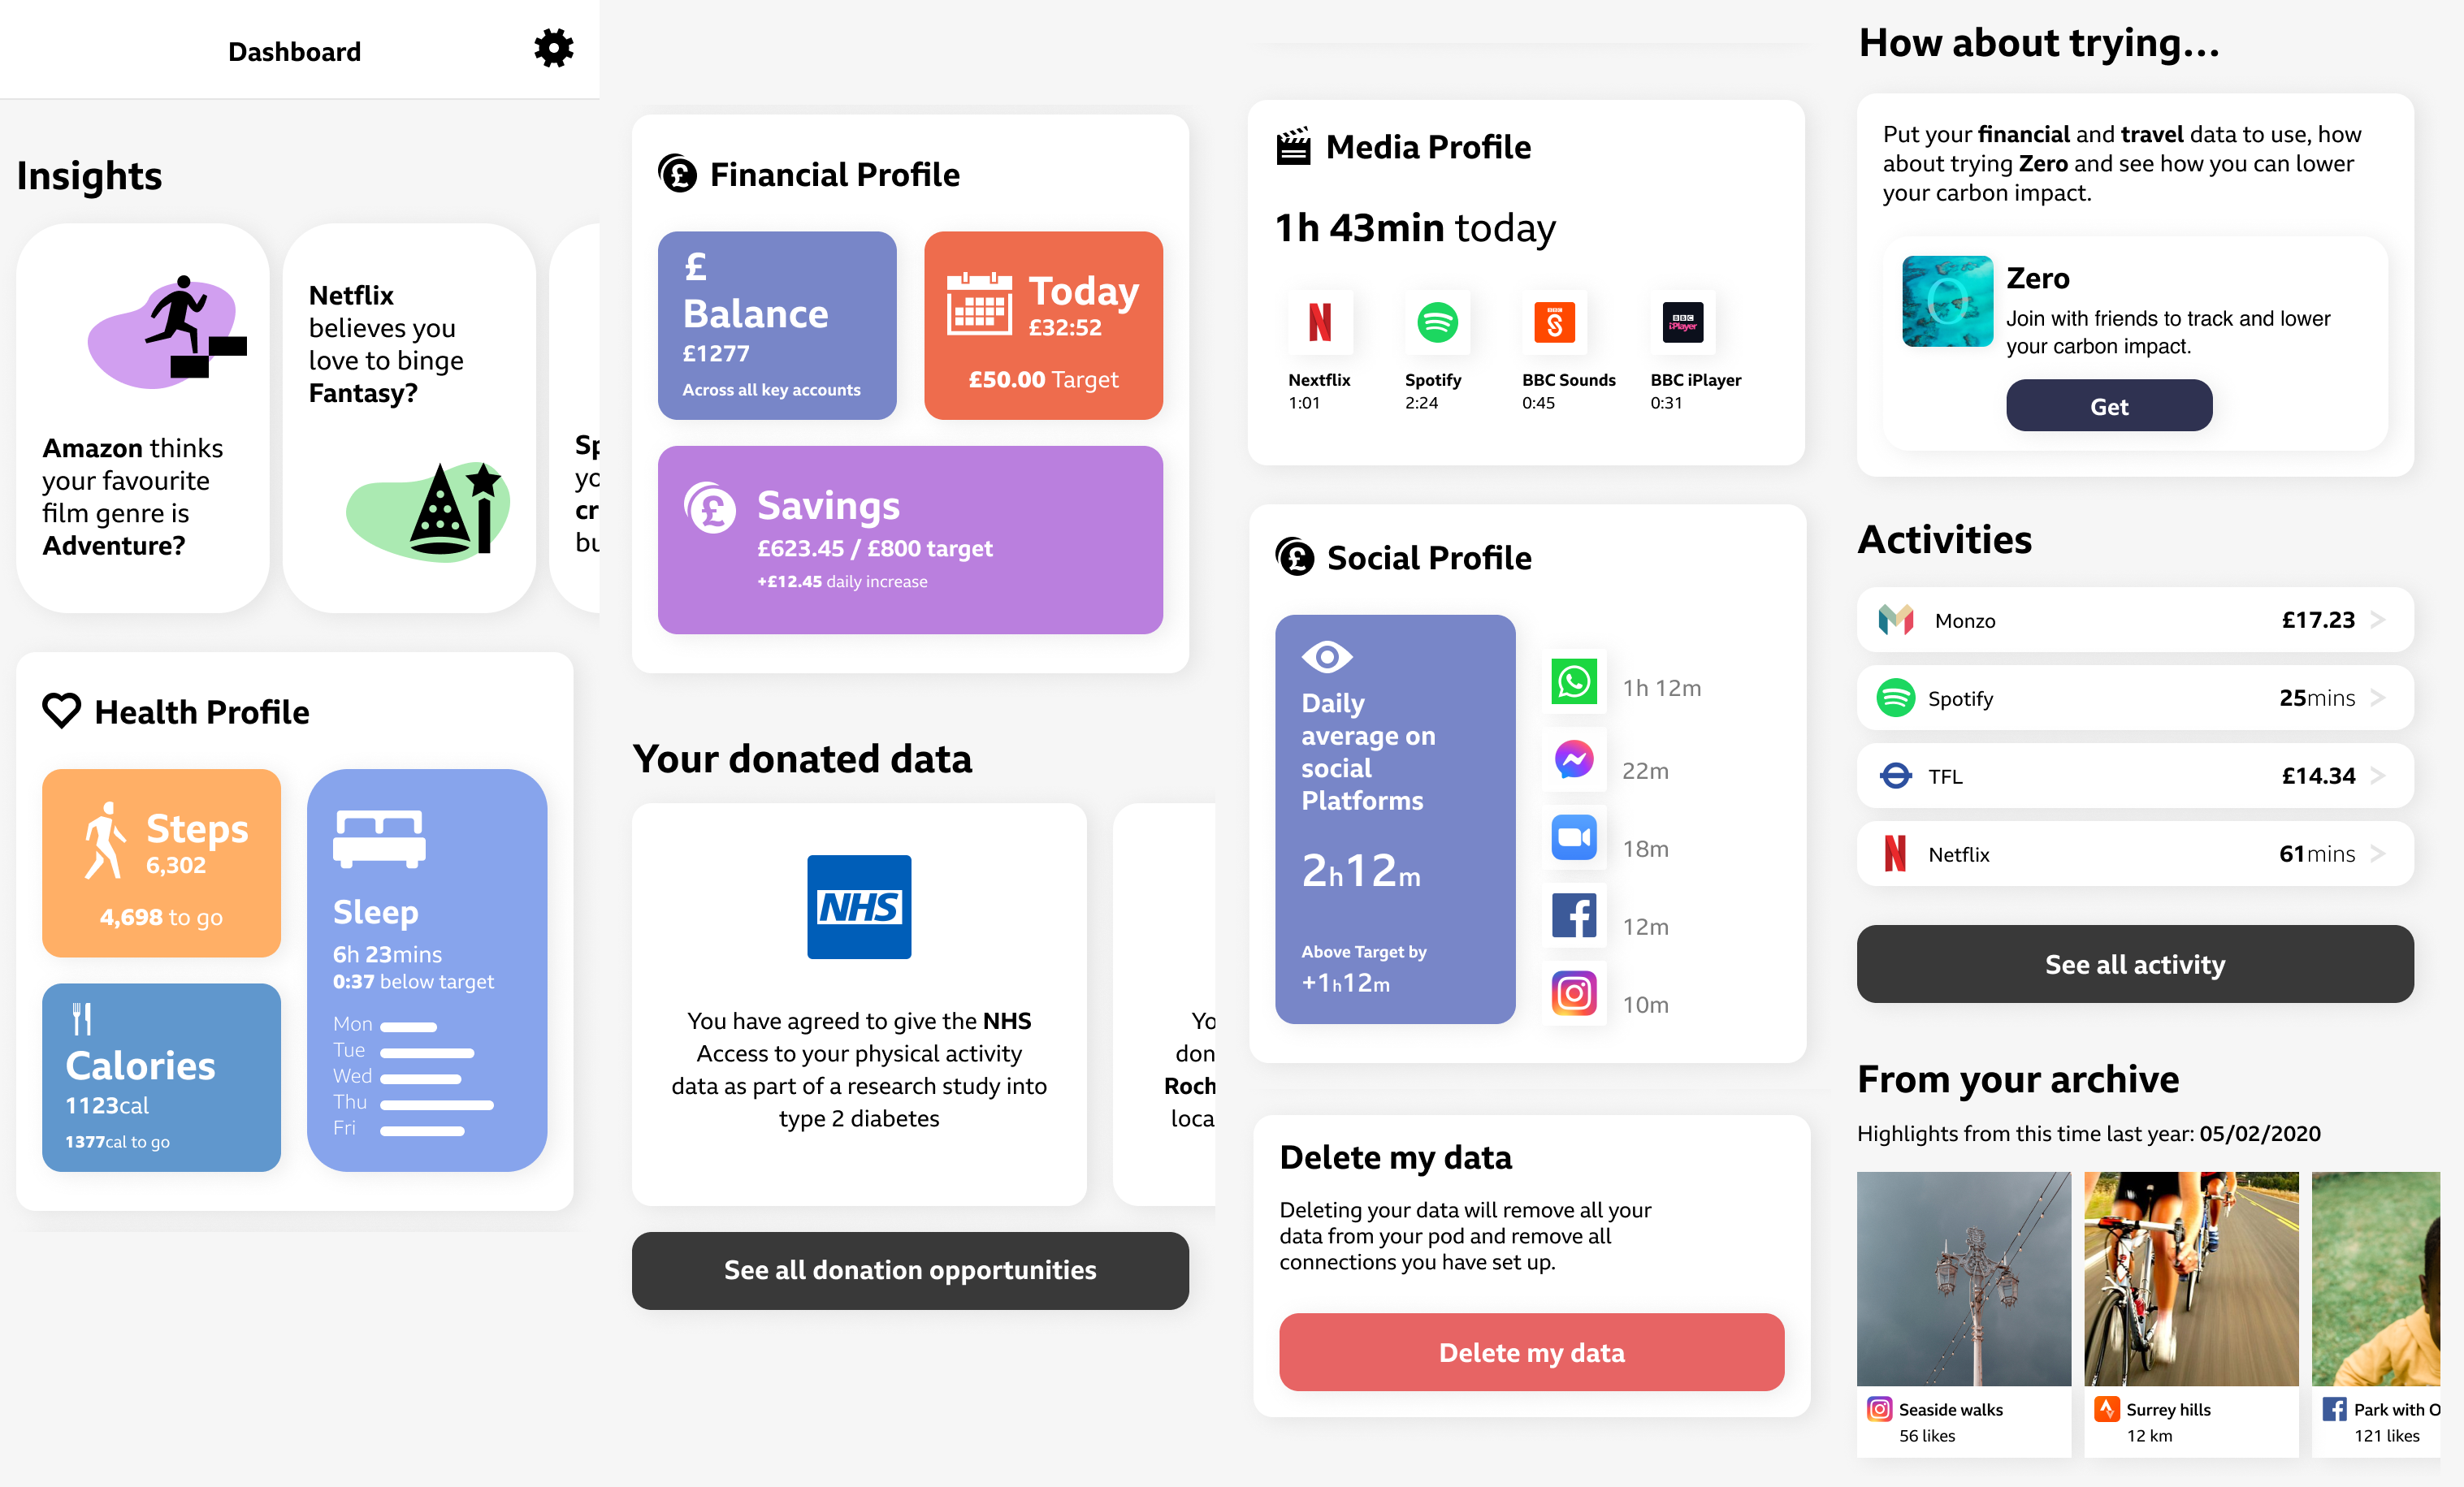 Dashboard
Insights
Amazon thinks
your favourite
film genre is
Adventure?
Netflix
believes you
love to binge
Fantasy?
Sp
yo
cr
bu
Health Profile
Steps
6,302
4,698 to go
Calories
1123cal
1377cal to go
Sleep
6h 23mins
0:37 below target
Mon
Tue
Wed
Thu
Fri
Financial Profile
£
Balance
£1277
Across all key accounts
Today
£32:52
£50.00 Target
£
Savings
£623.45 / £800 target
+£12.45 daily increase
Your donated data
NHS
You have agreed to give the NHS
Access to your physical activity
data as part of a research study into
type 2 diabetes
Yo
don
Roch
loca
See all donation opportunities
Media Profile
1h 43min today
BBC
iPlayer
Nextflix
1:01
Spotify
2:24
BBC Sounds
0:45
BBC iPlayer
0:31
£
Social Profile
Daily
average on
social
Platforms
2h12m
Above Target by
+1h12m
1h 12m
22m
18m
12m
10m
Delete my data
Deleting your data will remove all your
data from your pod and remove all
connections you have set up.
Delete my data
How about trying...
Put your financial and travel data to use, how
about trying Zero and see how you can lower
your carbon impact.
Zero
Join with friends to track and lower
your carbon impact.
Get
Activities
Monzo £17.23
Spotify 25mins
TFL £14.34
Netflix 61mins
See all activity
From your archive
Highlights from this time last year: 05/02/2020
Seaside walks
56 likes
Surrey hills
12 km
Park with O
121 likes